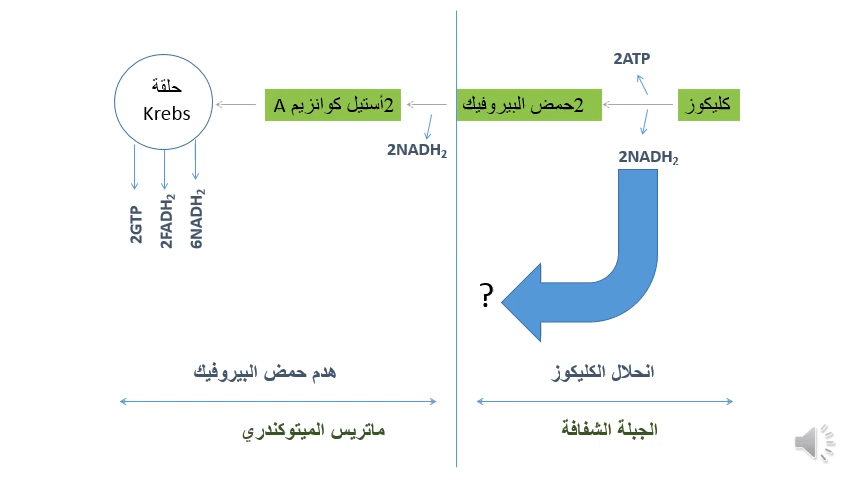 2ATP
كليكوز
2حمض البيروفيك
2أستيل كوانزيم A
حلقة
Krebs
2NADH₂
2NADH₂
2GTP
2FADH₂
6NADH₂
?
انحلال الكليكوز
هدم حمض البيروفيك
الجبلة الشفافة
ماتريس الميتوكندري